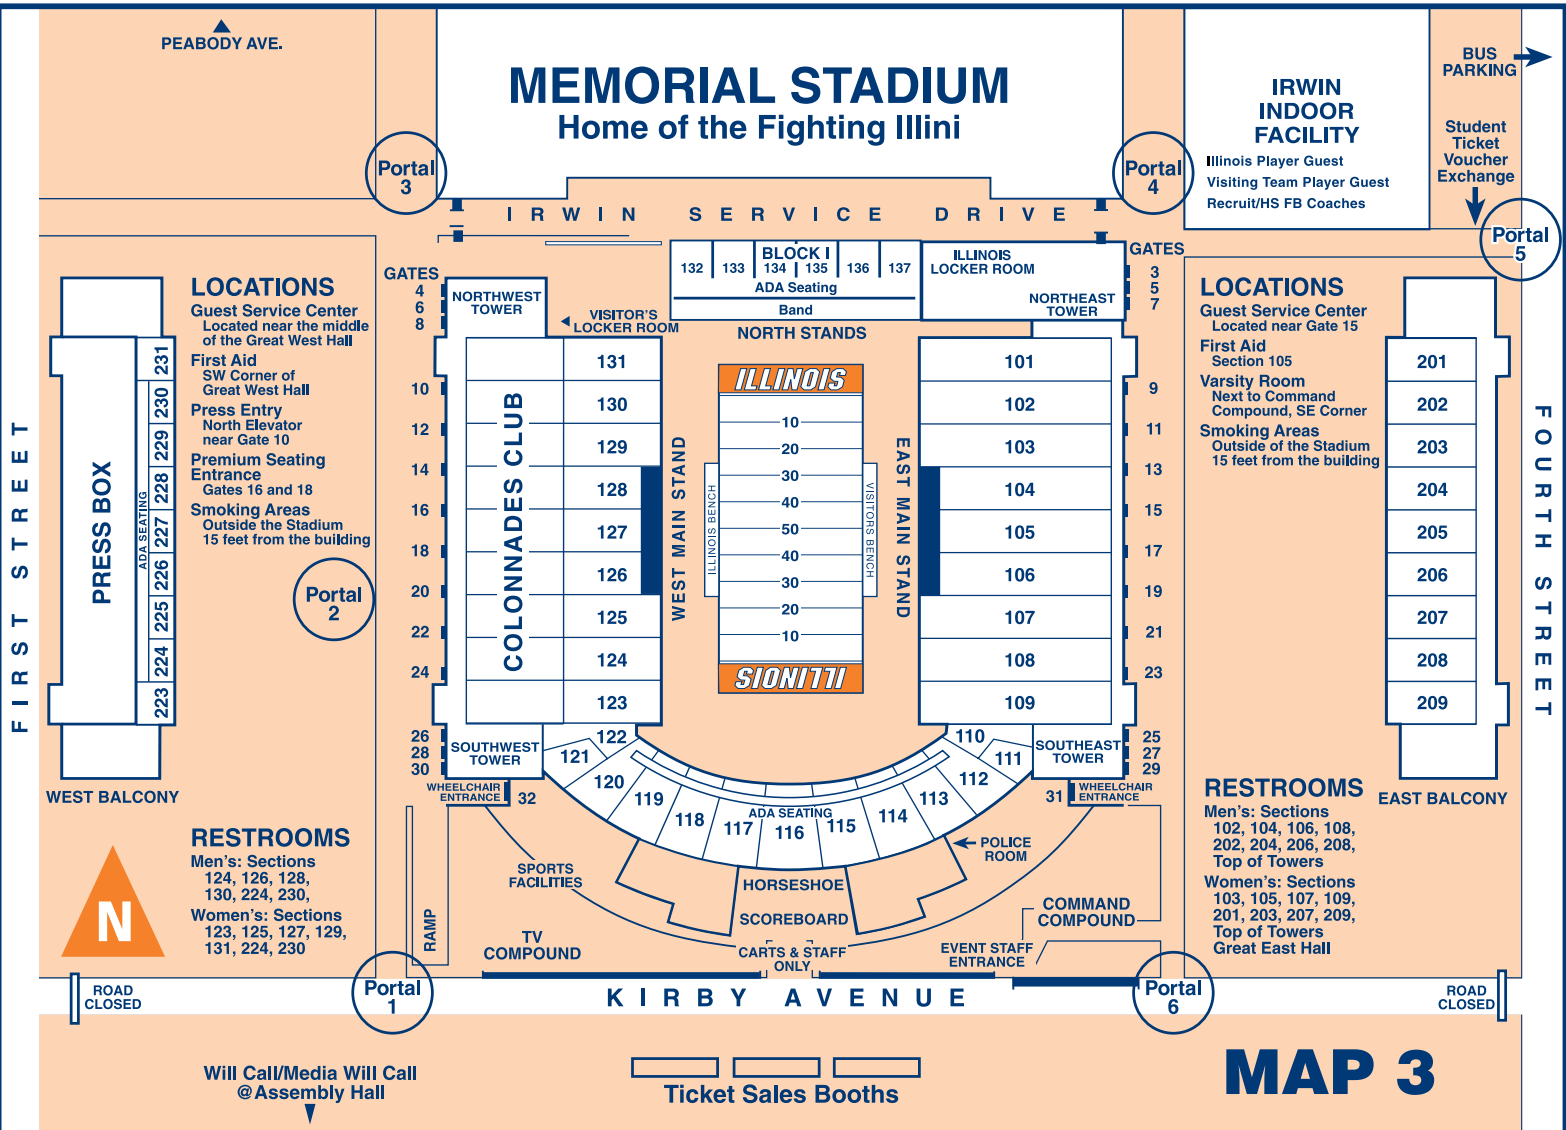 PEABODY AVE.
MEMORIAL STADIUM
Home of the Fighting Illini
Portal
3
Portal
4
IRWIN
INDOOR
FACILITY
Illinois Player Guest
Visiting Team Player Guest
Recruit/HS FB Coaches
BUS
PARKING
Student
Ticket
Voucher
Exchange
Portal
5
IRWIN SERVICE DRIVE
BLOCK I
132 133 134 135 136 137
ADA Seating
Band
NORTH STANDS
ILLINOIS
LOCKER ROOM
NORTHEAST
TOWER
GATES
3
5
7
9
11
13
15
17
19
21
23
25
27
29
GATES
4
6
8
10
12
14
16
18
20
22
24
26
28
30
NORTHWEST
TOWER
VISITOR'S
LOCKER ROOM
LOCATIONS
Guest Service Center
Located near the middle
of the Great West Hall
First Aid
SW Corner of
Great West Hall
Press Entry
North Elevator
near Gate 10
Premium Seating
Entrance
Gates 16 and 18
Smoking Areas
Outside the Stadium
15 feet from the building
Portal
2
FIRST STREET
PRESS BOX
ADA SEATING
231
230
229
228
227
226
225
224
223
WEST BALCONY
COLONNADES CLUB
131
130
129
128
127
126
125
124
123
WEST MAIN STAND
ILLINOIS BENCH
ILLINOIS
10
20
30
40
50
40
30
20
10
ILLINOIS
VISITORS BENCH
EAST MAIN STAND
101
102
103
104
105
106
107
108
109
LOCATIONS
Guest Service Center
Located near Gate 15
First Aid
Section 105
Varsity Room
Next to Command
Compound, SE Corner
Smoking Areas
Outside of the Stadium
15 feet from the building
201
202
203
204
205
206
207
208
209
EAST BALCONY
FOURTH STREET
SOUTHWEST
TOWER
122
121
120
119
118
117
116
115
114
113
112
111
110
ADA SEATING
SOUTHEAST
TOWER
WHEELCHAIR
ENTRANCE
32
31
WHEELCHAIR
ENTRANCE
POLICE
ROOM
SPORTS
FACILITIES
HORSESHOE
SCOREBOARD
RAMP
TV
COMPOUND
CARTS & STAFF
ONLY
EVENT STAFF
ENTRANCE
COMMAND
COMPOUND
RESTROOMS
Men's: Sections
124, 126, 128,
130, 224, 230,
Women's: Sections
123, 125, 127, 129,
131, 224, 230
N
RESTROOMS
Men's: Sections
102, 104, 106, 108,
202, 204, 206, 208,
Top of Towers
Women's: Sections
103, 105, 107, 109,
201, 203, 207, 209,
Top of Towers
Great East Hall
ROAD
CLOSED
Portal
1
KIRBY AVENUE
Portal
6
ROAD
CLOSED
Will Call/Media Will Call
@Assembly Hall
Ticket Sales Booths
MAP 3